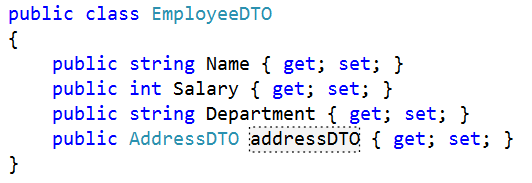 public class EmployeeDTO
{
    public string Name { get; set; }
    public int Salary { get; set; }
    public string Department { get; set; }
    public AddressDTO addressDTO { get; set; }
}